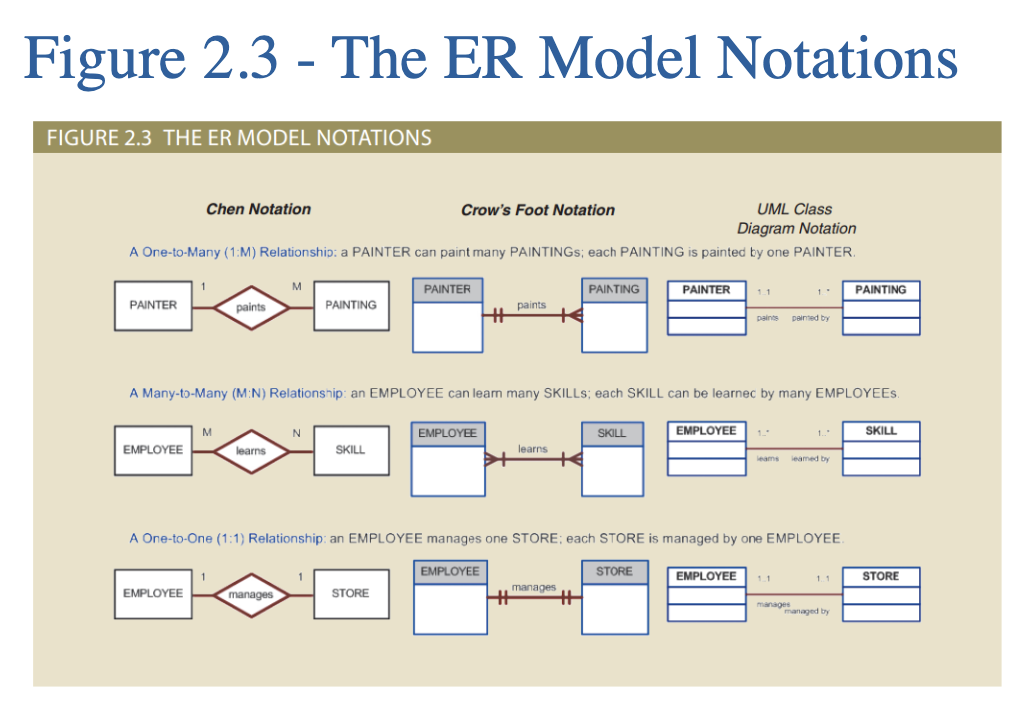 Figure 2.3 - The ER Model Notations
FIGURE 2.3 THE ER MODEL NOTATIONS
Chen Notation
Crow's Foot Notation
UML Class
Diagram Notation
A One-to-Many (1:M) Relationship: a PAINTER can paint many PAINTINGs; each PAINTING is painted by one PAINTER.
PAINTER
1
paints
M
PAINTING
PAINTER
paints
PAINTING
PAINTER
1..1
1..*
PAINTING
paints
painted by
A Many-to-Many (M:N) Relationship: an EMPLOYEE can learn many SKILLs; each SKILL can be learned by many EMPLOYEEs.
EMPLOYEE
M
learns
N
SKILL
EMPLOYEE
learns
SKILL
EMPLOYEE
1..*
1..*
SKILL
learns
learned by
A One-to-One (1:1) Relationship: an EMPLOYEE manages one STORE; each STORE is managed by one EMPLOYEE.
EMPLOYEE
1
manages
1
STORE
EMPLOYEE
manages
STORE
EMPLOYEE
1..1
1..1
STORE
manages
managed by